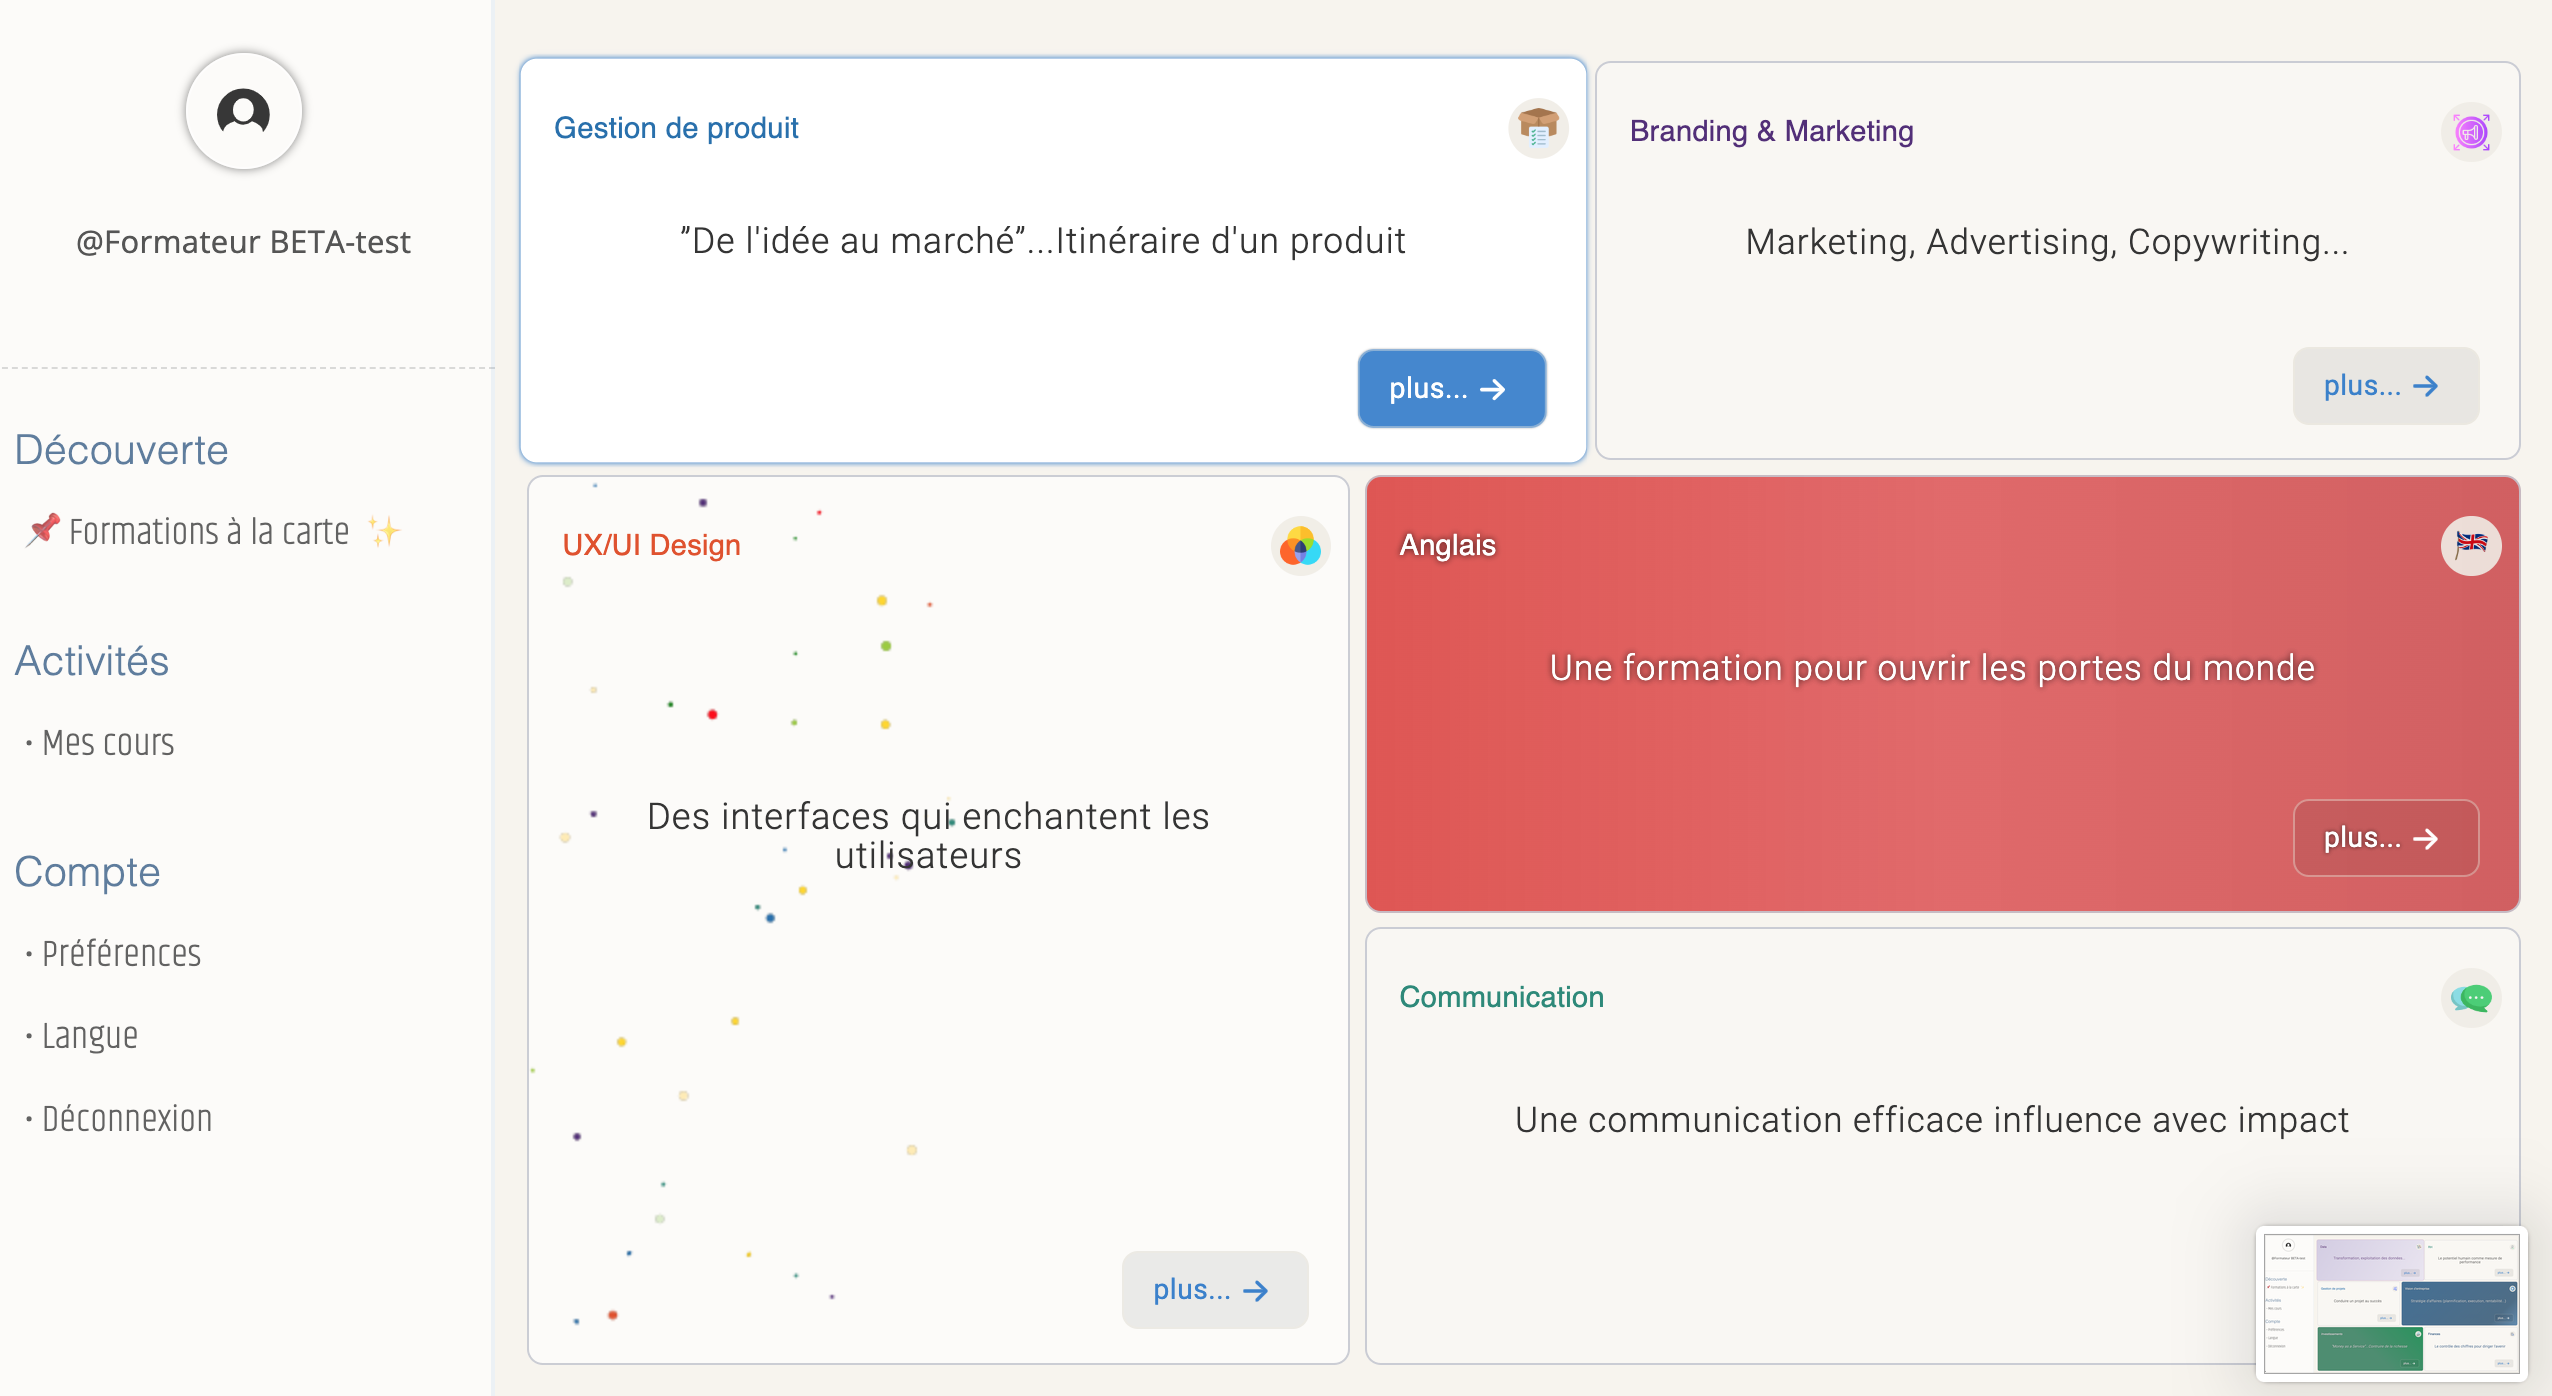 @Formateur BETA-test
Découverte
📌 Formations à la carte ✨
Activités
• Mes cours
Compte
• Préférences
• Langue
• Déconnexion
Gestion de produit
”De l'idée au marché”...Itinéraire d'un produit
plus... →
Branding & Marketing
Marketing, Advertising, Copywriting...
plus... →
UX/UI Design
Des interfaces qui enchantent les
utilisateurs
plus... →
Anglais
Une formation pour ouvrir les portes du monde
plus... →
Communication
Une communication efficace influence avec impact